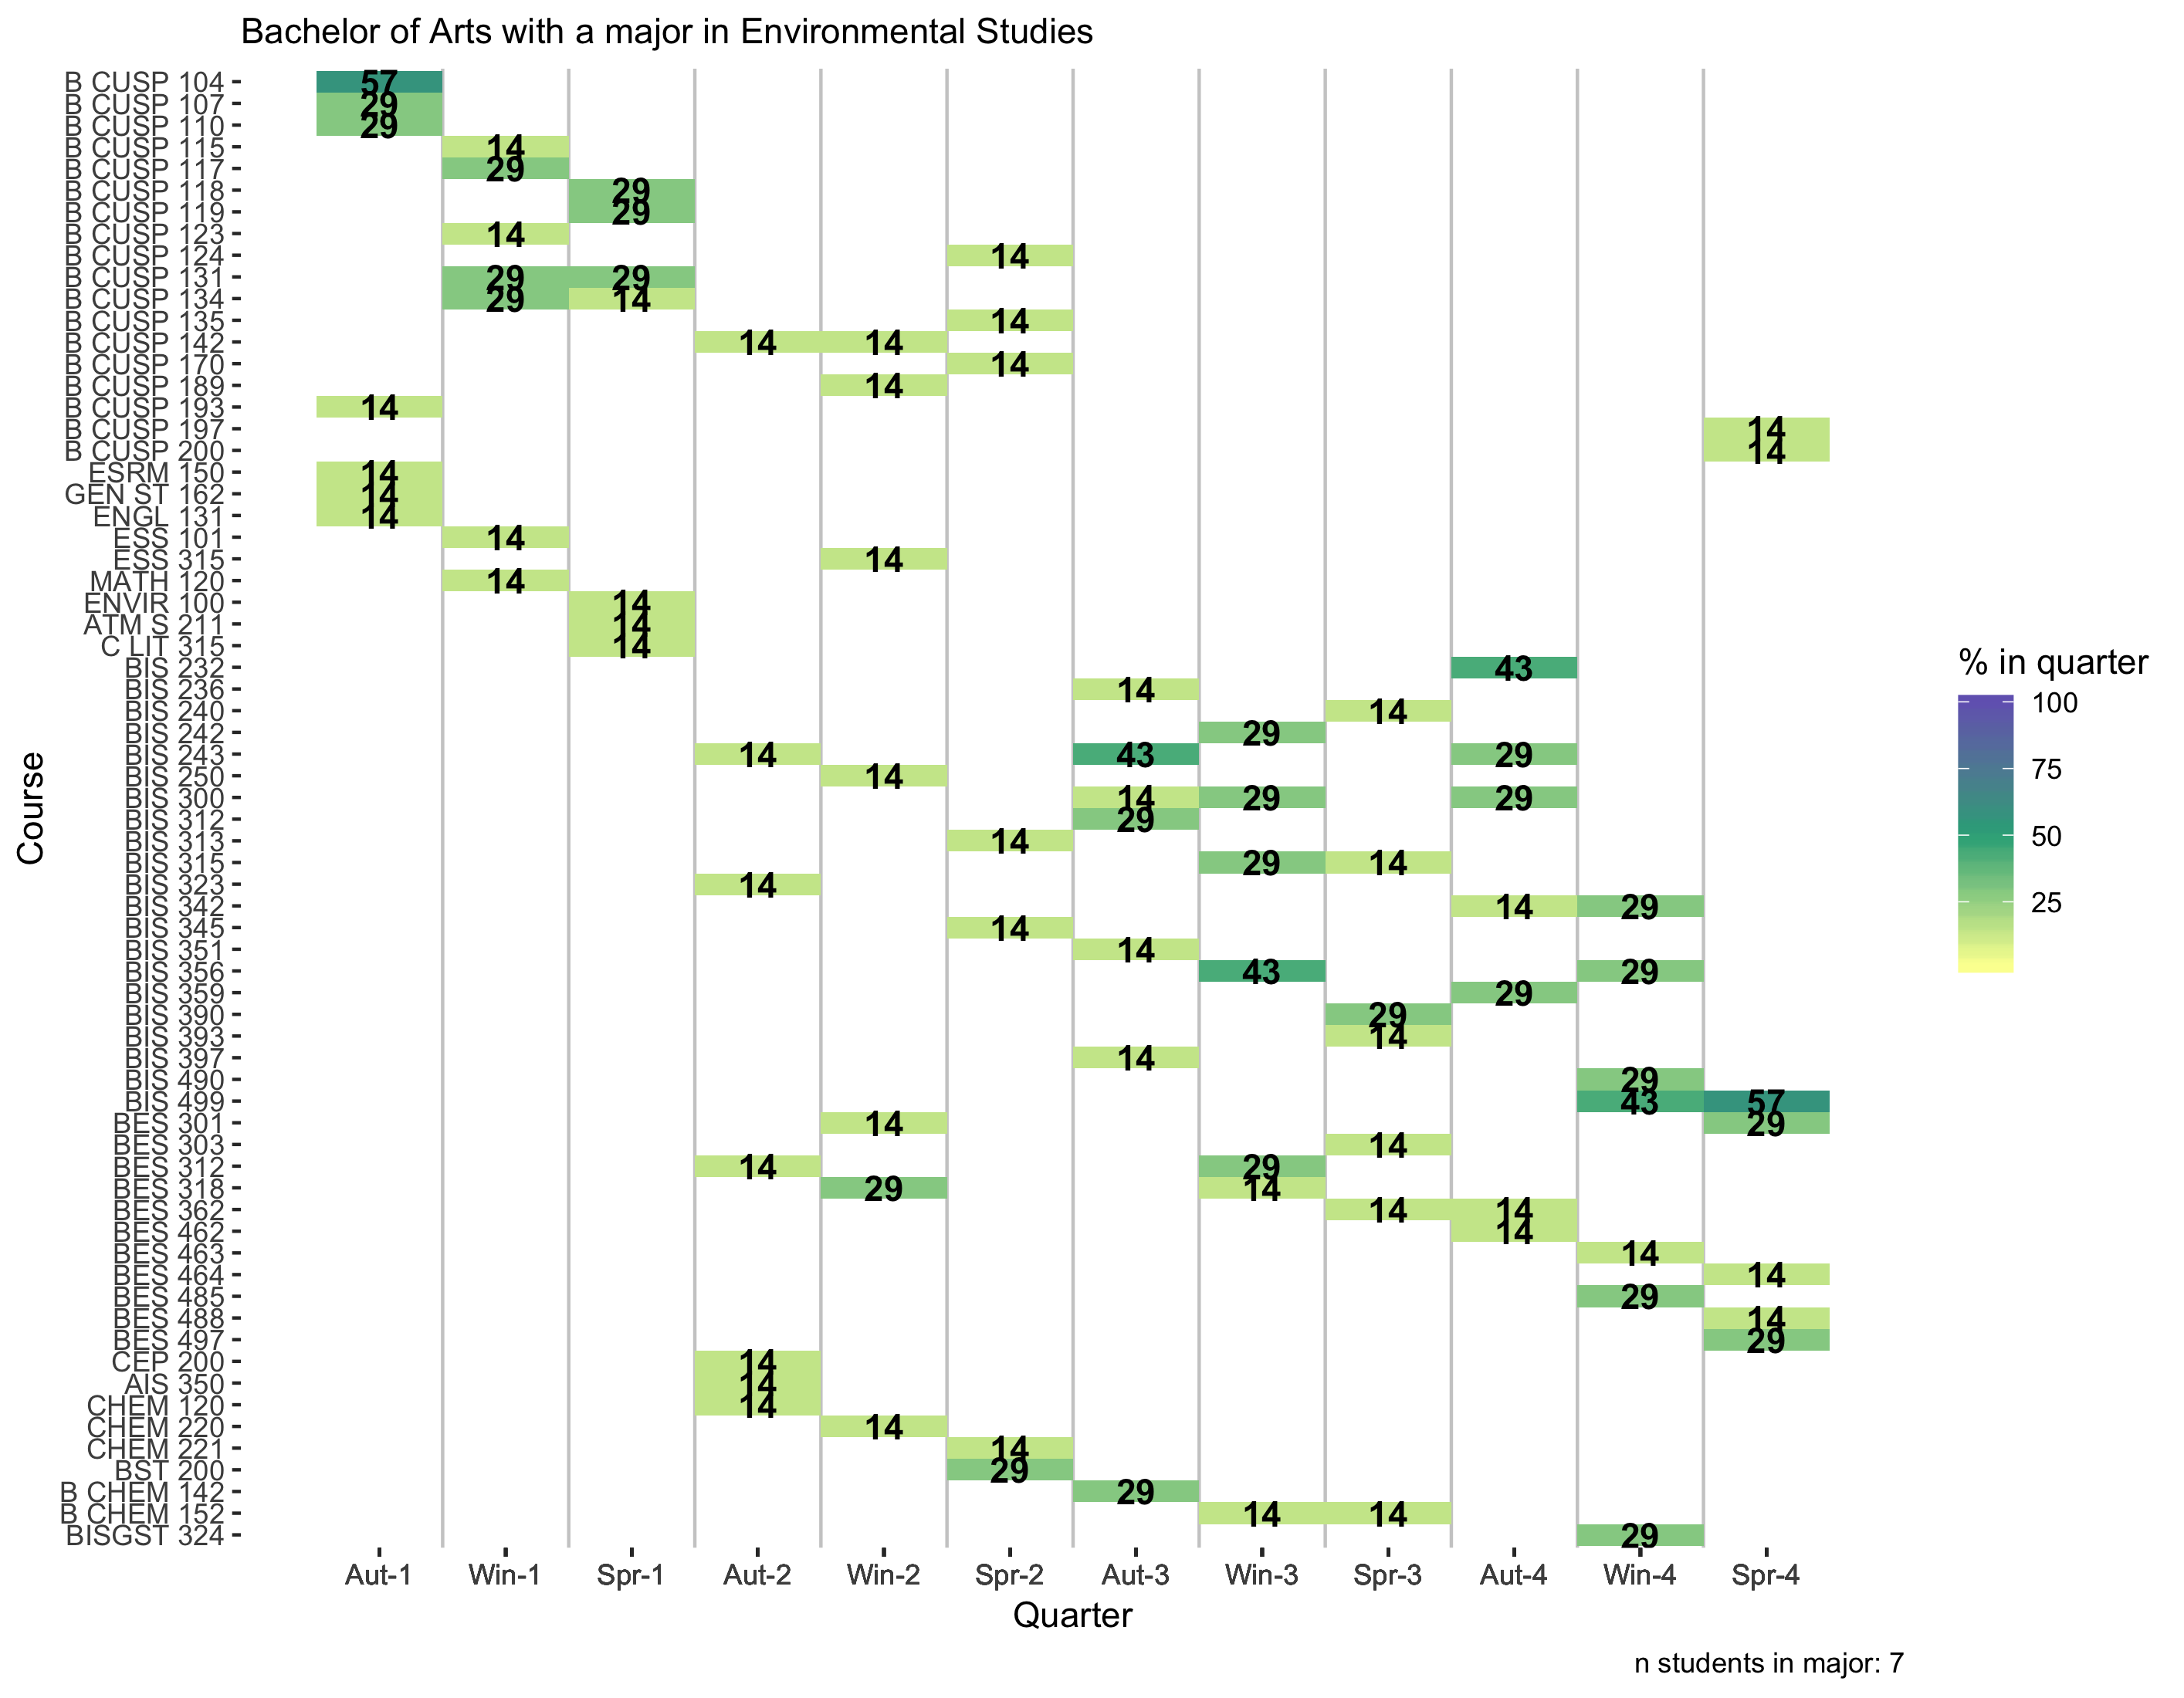 Bachelor of Arts with a major in Environmental Studies
B CUSP 104 57
B CUSP 107 29
B CUSP 110 29
B CUSP 115 14
B CUSP 117 29
B CUSP 118 29
B CUSP 119 29
B CUSP 123 14
B CUSP 124 14
B CUSP 131 29 29
B CUSP 134 29 14
B CUSP 135 14
B CUSP 142 14 14
B CUSP 170 14
B CUSP 189 14
B CUSP 193 14
B CUSP 197 14
B CUSP 200 14
ESRM 150 14
GEN ST 162 14
ENGL 131 14
ESS 101 14
ESS 315 14
MATH 120 14
ENVIR 100 14
ATM S 211 14
C LIT 315 14
BIS 232 43
BIS 236 14
BIS 240 14
BIS 242 29
BIS 243 14 43 29
BIS 250 14
BIS 300 14 29 29
BIS 312 29
BIS 313 14
BIS 315 29 14
BIS 323 14
BIS 342 14 29
BIS 345 14
BIS 351 14
BIS 356 43 29
BIS 359 29
BIS 390 29
BIS 393 14
BIS 397 14
BIS 490 29
BIS 499 43 57
BES 301 14 29
BES 303 14
BES 312 14 29
BES 318 29 14
BES 362 14 14
BES 462 14
BES 463 14
BES 464 14
BES 485 29
BES 488 14
BES 497 29
CEP 200 14
AIS 350 14
CHEM 120 14
CHEM 220 14
CHEM 221 14
BST 200 29
B CHEM 142 29
B CHEM 152 14 14
BISGST 324 29
Course
Aut-1 Win-1 Spr-1 Aut-2 Win-2 Spr-2 Aut-3 Win-3 Spr-3 Aut-4 Win-4 Spr-4
Quarter
% in quarter
100
75
50
25
n students in major: 7